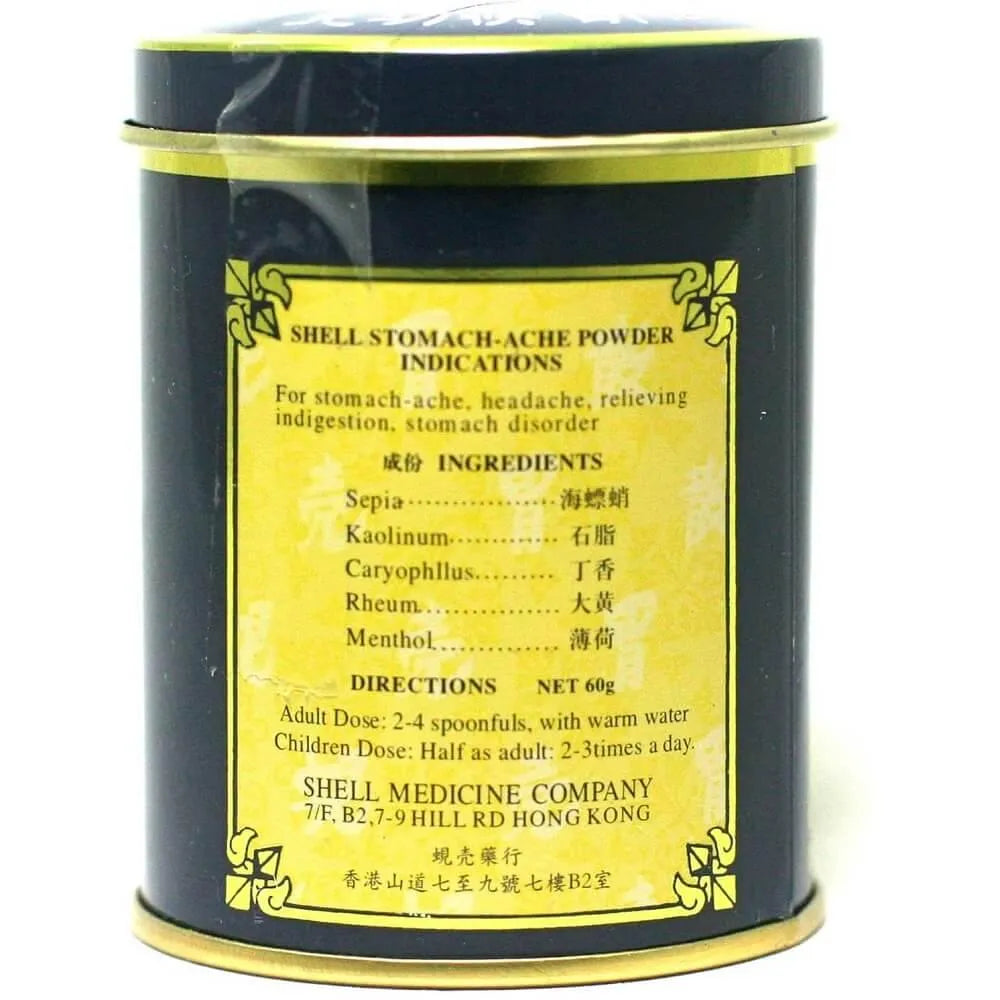 SHELL STOMACH-ACHE POWDER
INDICATIONS
For stomach-ache, headache, relieving
indigestion, stomach disorder
成份 INGREDIENTS
Sepia..................海螵蛸
Kaolinum..............石脂
Caryophllus..........丁香
Rheum.................大黃
Menthol...............薄荷
DIRECTIONS NET 60g
Adult Dose: 2-4 spoonfuls, with warm water
Children Dose: Half as adult: 2-3times a day.
SHELL MEDICINE COMPANY
7/F, B2,7-9 HILL RD HONG KONG
蜆壳藥行
香港山道七至九號七樓B2室